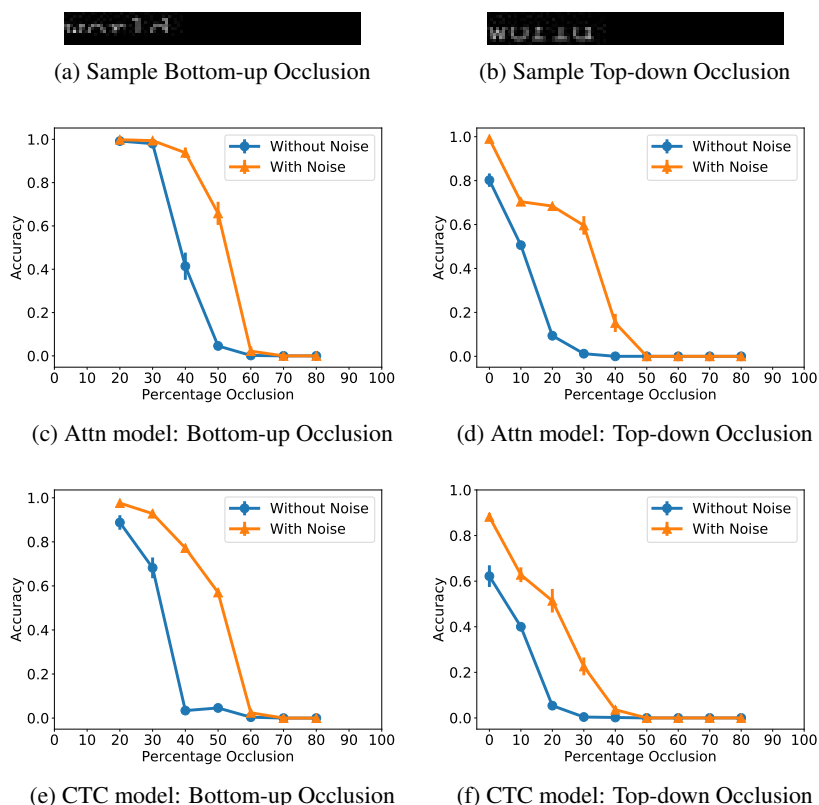 world
world
(a) Sample Bottom-up Occlusion
(b) Sample Top-down Occlusion
1.0
0.8
0.6
0.4
0.2
0.0
Accuracy
Without Noise
With Noise
0 10 20 30 40 50 60 70 80 90 100
Percentage Occlusion
(c) Attn model: Bottom-up Occlusion
1.0
0.8
0.6
0.4
0.2
0.0
Accuracy
Without Noise
With Noise
0 10 20 30 40 50 60 70 80 90 100
Percentage Occlusion
(d) Attn model: Top-down Occlusion
1.0
0.8
0.6
0.4
0.2
0.0
Accuracy
Without Noise
With Noise
0 10 20 30 40 50 60 70 80 90 100
Percentage Occlusion
(e) CTC model: Bottom-up Occlusion
1.0
0.8
0.6
0.4
0.2
0.0
Accuracy
Without Noise
With Noise
0 10 20 30 40 50 60 70 80 90 100
Percentage Occlusion
(f) CTC model: Top-down Occlusion